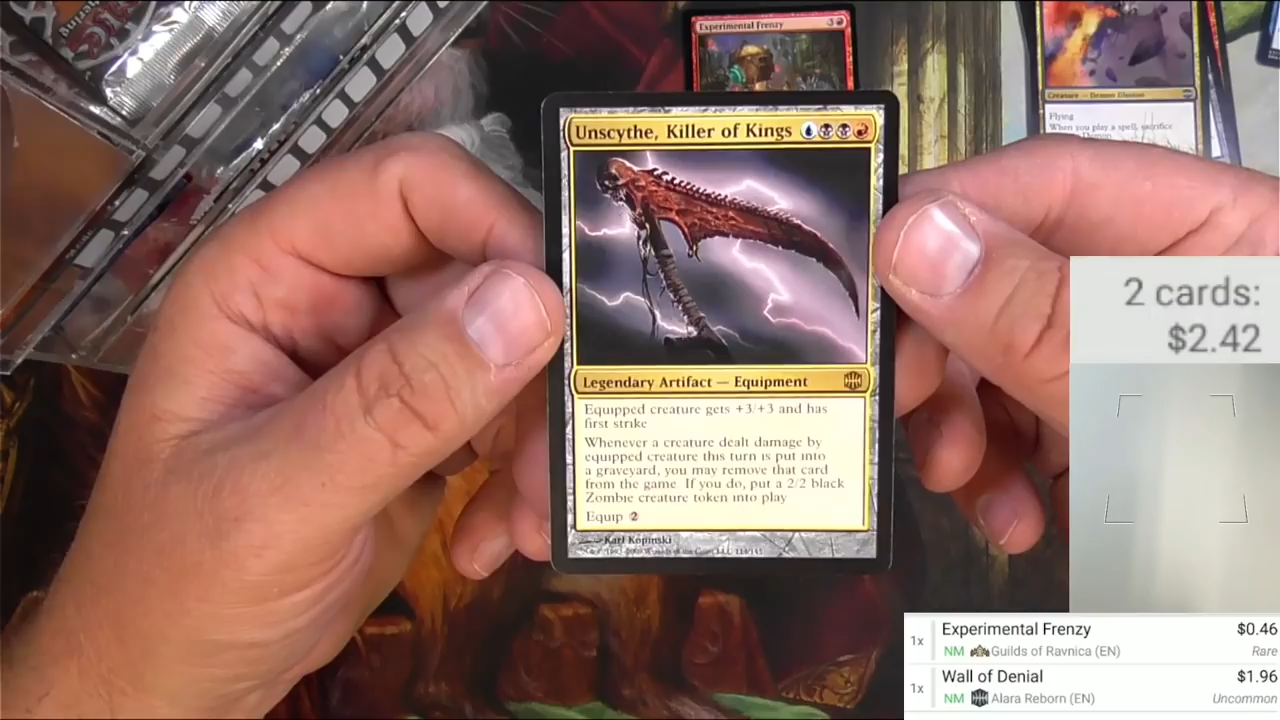 Experimental Frenzy 3
Creature — Demon Illusion
Flying
When you play a spell, sacrifice
Demon
Unscythe, Killer of Kings
Legendary Artifact — Equipment
Equipped creature gets +3/+3 and has
first strike
Whenever a creature dealt damage by
equipped creature this turn is put into
a graveyard, you may remove that card
from the game. If you do, put a 2/2 black
Zombie creature token into play
Equip 2
Karl Kopinski
2 cards:
$2.42
1x Experimental Frenzy $0.46
NM Guilds of Ravnica (EN) Rare
1x Wall of Denial $1.96
NM Alara Reborn (EN) Uncommon